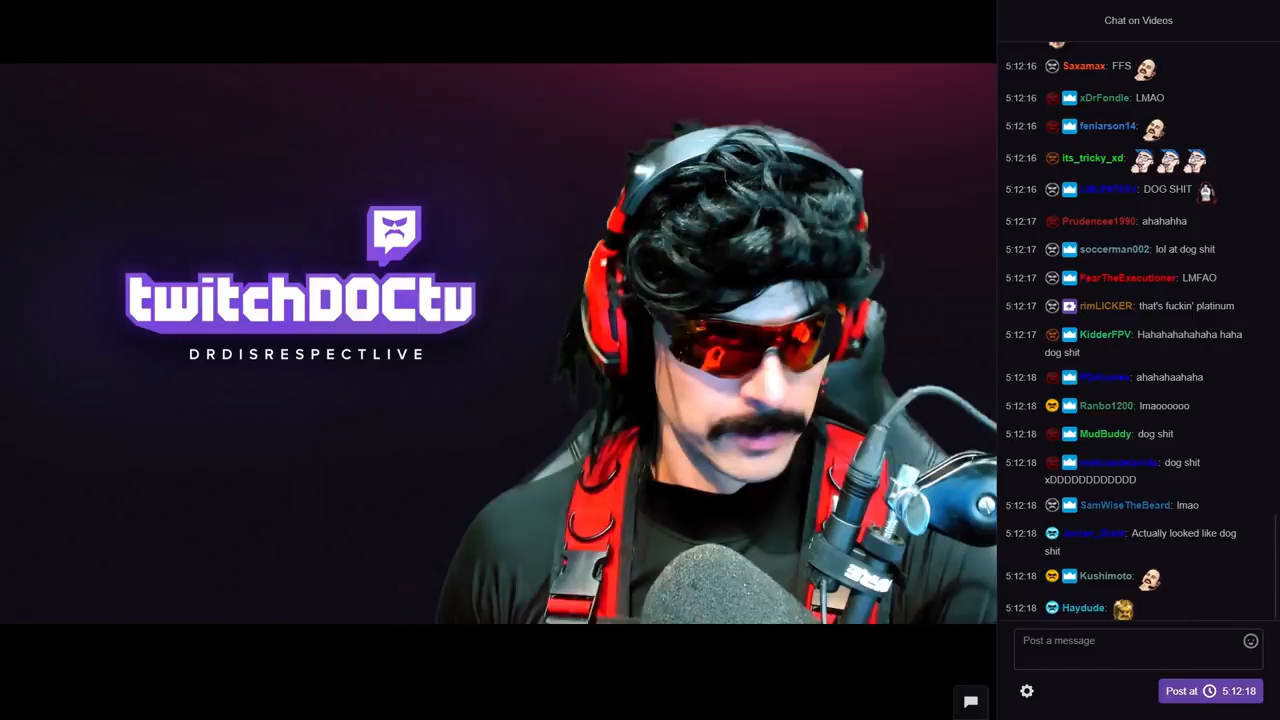 twitchDOCtv
DRDISRESPECTLIVE
Chat on Videos
5:12:16 Saxamax: FFS
5:12:16 xDrFondle: LMAO
5:12:16 fenlarson14:
5:12:16 its_tricky_xd:
5:12:16 DOG SHIT
5:12:17 Prudencee1990: ahahahha
5:12:17 soccerman002: lol at dog shit
5:12:17 FearTheExecutioner: LMFAO
5:12:17 rimLICKER: that's fuckin' platinum
5:12:17 KidderFPV: Hahahahahahaha haha
dog shit
5:12:18 ahahahaahaha
5:12:18 Ranbo1200: lmaoooooo
5:12:18 MudBuddy: dog shit
5:12:18 dog shit
xDDDDDDDDDDDD
5:12:18 SamWiseTheBeard: lmao
5:12:18 Actually looked like dog
shit
5:12:18 Kushimoto:
5:12:18 Haydude:
Post a message
Post at 5:12:18